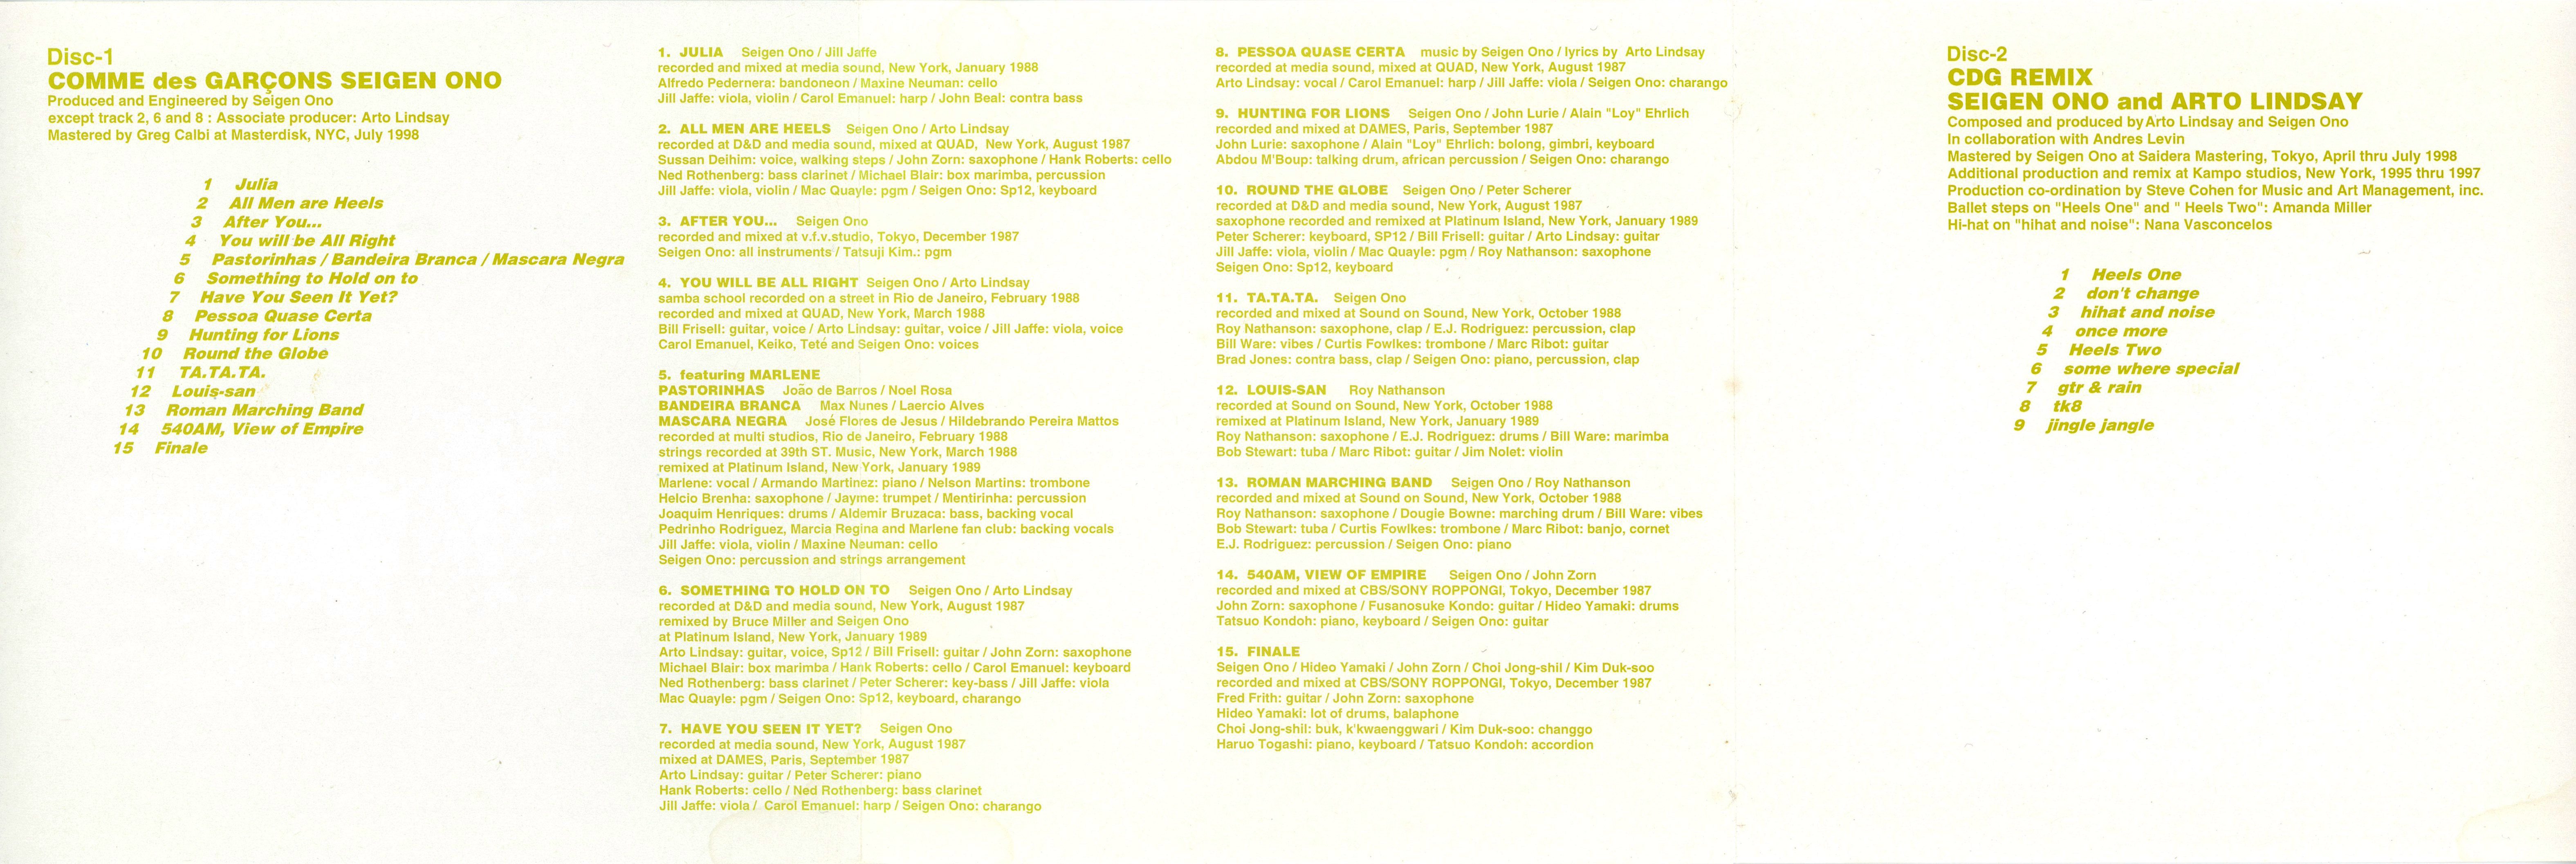 Disc-1
COMME des GARÇONS SEIGEN ONO
Produced and Engineered by Seigen Ono
except track 2, 6 and 8 : Associate producer: Arto Lindsay
Mastered by Greg Calbi at Masterdisk, NYC, July 1998
1 Julia
2 All Men are Heels
3 After You...
4 You will be All Right
5 Pastorinhas / Bandeira Branca / Mascara Negra
6 Something to Hold on to
7 Have You Seen It Yet?
8 Pessoa Quase Certa
9 Hunting for Lions
10 Round the Globe
11 TA.TA.TA.
12 Louis-san
13 Roman Marching Band
14 540AM, View of Empire
15 Finale
1. JULIA Seigen Ono / Jill Jaffe
recorded and mixed at media sound, New York, January 1988
Alfredo Pedernera: bandoneon / Maxine Neuman: cello
Jill Jaffe: viola, violin / Carol Emanuel: harp / John Beal: contra bass
2. ALL MEN ARE HEELS Seigen Ono / Arto Lindsay
recorded at D&D and media sound, mixed at QUAD, New York, August 1987
Sussan Deihim: voice, walking steps / John Zorn: saxophone / Hank Roberts: cello
Ned Rothenberg: bass clarinet / Michael Blair: box marimba, percussion
Jill Jaffe: viola, violin / Mac Quayle: pgm / Seigen Ono: Sp12, keyboard
3. AFTER YOU... Seigen Ono
recorded and mixed at v.f.v.studio, Tokyo, December 1987
Seigen Ono: all instruments / Tatsuji Kim.: pgm
4. YOU WILL BE ALL RIGHT Seigen Ono / Arto Lindsay
samba school recorded on a street in Rio de Janeiro, February 1988
recorded and mixed at QUAD, New York, March 1988
Bill Frisell: guitar, voice / Arto Lindsay: guitar, voice / Jill Jaffe: viola, voice
Carol Emanuel, Keiko, Teté and Seigen Ono: voices
5. featuring MARLENE
PASTORINHAS João de Barros / Noel Rosa
BANDEIRA BRANCA Max Nunes / Laercio Alves
MASCARA NEGRA José Flores de Jesus / Hildebrando Pereira Mattos
recorded at multi studios, Rio de Janeiro, February 1988
strings recorded at 39th ST. Music, New York, March 1988
remixed at Platinum Island, New York, January 1989
Marlene: vocal / Armando Martinez: piano / Nelson Martins: trombone
Helcio Brenha: saxophone / Jayme: trumpet / Mentirinha: percussion
Joaquim Henriques: drums / Aldemir Bruzaca: bass, backing vocal
Pedrinho Rodriguez, Marcia Regina and Marlene fan club: backing vocals
Jill Jaffe: viola, violin / Maxine Neuman: cello
Seigen Ono: percussion and strings arrangement
6. SOMETHING TO HOLD ON TO Seigen Ono / Arto Lindsay
recorded at D&D and media sound, New York, August 1987
remixed by Bruce Miller and Seigen Ono
at Platinum Island, New York, January 1989
Arto Lindsay: guitar, voice, Sp12 / Bill Frisell: guitar / John Zorn: saxophone
Michael Blair: box marimba / Hank Roberts: cello / Carol Emanuel: keyboard
Ned Rothenberg: bass clarinet / Peter Scherer: key-bass / Jill Jaffe: viola
Mac Quayle: pgm / Seigen Ono: Sp12, keyboard, charango
7. HAVE YOU SEEN IT YET? Seigen Ono
recorded at media sound, New York, August 1987
mixed at DAMES, Paris, September 1987
Arto Lindsay: guitar / Peter Scherer: piano
Hank Roberts: cello / Ned Rothenberg: bass clarinet
Jill Jaffe: viola / Carol Emanuel: harp / Seigen Ono: charango
8. PESSOA QUASE CERTA music by Seigen Ono / lyrics by Arto Lindsay
recorded at media sound, mixed at QUAD, New York, August 1987
Arto Lindsay: vocal / Carol Emanuel: harp / Jill Jaffe: viola / Seigen Ono: charango
9. HUNTING FOR LIONS Seigen Ono / John Lurie / Alain "Loy" Ehrlich
recorded and mixed at DAMES, Paris, September 1987
John Lurie: saxophone / Alain "Loy" Ehrlich: bolong, gimbri, keyboard
Abdou M'Boup: talking drum, african percussion / Seigen Ono: charango
10. ROUND THE GLOBE Seigen Ono / Peter Scherer
recorded at D&D and media sound, New York, August 1987
saxophone recorded and remixed at Platinum Island, New York, January 1989
Peter Scherer: keyboard, SP12 / Bill Frisell: guitar / Arto Lindsay: guitar
Jill Jaffe: viola, violin / Mac Quayle: pgm / Roy Nathanson: saxophone
Seigen Ono: Sp12, keyboard
11. TA.TA.TA. Seigen Ono
recorded and mixed at Sound on Sound, New York, October 1988
Roy Nathanson: saxophone, clap / E.J. Rodriguez: percussion, clap
Bill Ware: vibes / Curtis Fowlkes: trombone / Marc Ribot: guitar
Brad Jones: contra bass, clap / Seigen Ono: piano, percussion, clap
12. LOUIS-SAN Roy Nathanson
recorded at Sound on Sound, New York, October 1988
remixed at Platinum Island, New York, January 1989
Roy Nathanson: saxophone / E.J. Rodriguez: drums / Bill Ware: marimba
Bob Stewart: tuba / Marc Ribot: guitar / Jim Nolet: violin
13. ROMAN MARCHING BAND Seigen Ono / Roy Nathanson
recorded and mixed at Sound on Sound, New York, October 1988
Roy Nathanson: saxophone / Dougie Bowne: marching drum / Bill Ware: vibes
Bob Stewart: tuba / Curtis Fowlkes: trombone / Marc Ribot: banjo, cornet
E.J. Rodriguez: percussion / Seigen Ono: piano
14. 540AM, VIEW OF EMPIRE Seigen Ono / John Zorn
recorded and mixed at CBS/SONY ROPPONGI, Tokyo, December 1987
John Zorn: saxophone / Fusanosuke Kondo: guitar / Hideo Yamaki: drums
Tatsuo Kondoh: piano, keyboard / Seigen Ono: guitar
15. FINALE
Seigen Ono / Hideo Yamaki / John Zorn / Choi Jong-shil / Kim Duk-soo
recorded and mixed at CBS/SONY ROPPONGI, Tokyo, December 1987
Fred Frith: guitar / John Zorn: saxophone
Hideo Yamaki: lot of drums, balaphone
Choi Jong-shil: buk, k'kwaenggwari / Kim Duk-soo: changgo
Haruo Togashi: piano, keyboard / Tatsuo Kondoh: accordion
Disc-2
CDG REMIX
SEIGEN ONO and ARTO LINDSAY
Composed and produced by Arto Lindsay and Seigen Ono
In collaboration with Andres Levin
Mastered by Seigen Ono at Saidera Mastering, Tokyo, April thru July 1998
Additional production and remix at Kampo studios, New York, 1995 thru 1997
Production co-ordination by Steve Cohen for Music and Art Management, inc.
Ballet steps on "Heels One" and " Heels Two": Amanda Miller
Hi-hat on "hihat and noise": Nana Vasconcelos
1 Heels One
2 don't change
3 hihat and noise
4 once more
5 Heels Two
6 some where special
7 gtr & rain
8 tk8
9 jingle jangle